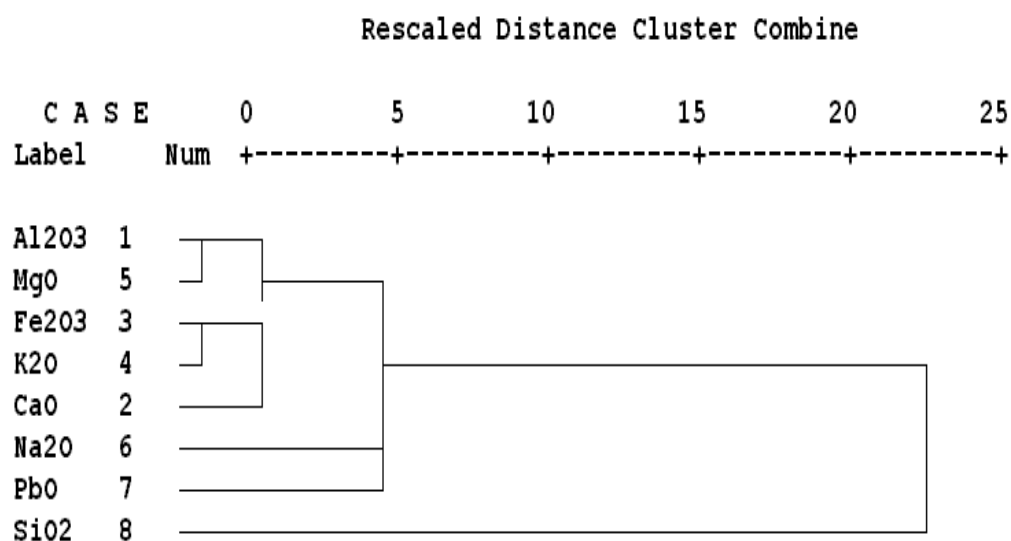 Rescaled Distance Cluster Combine
C A S E 0 5 10 15 20 25
Label Num +---------+---------+---------+---------+---------+
Al2O3 1
MgO 5
Fe2O3 3
K2O 4
CaO 2
Na2O 6
PbO 7
SiO2 8